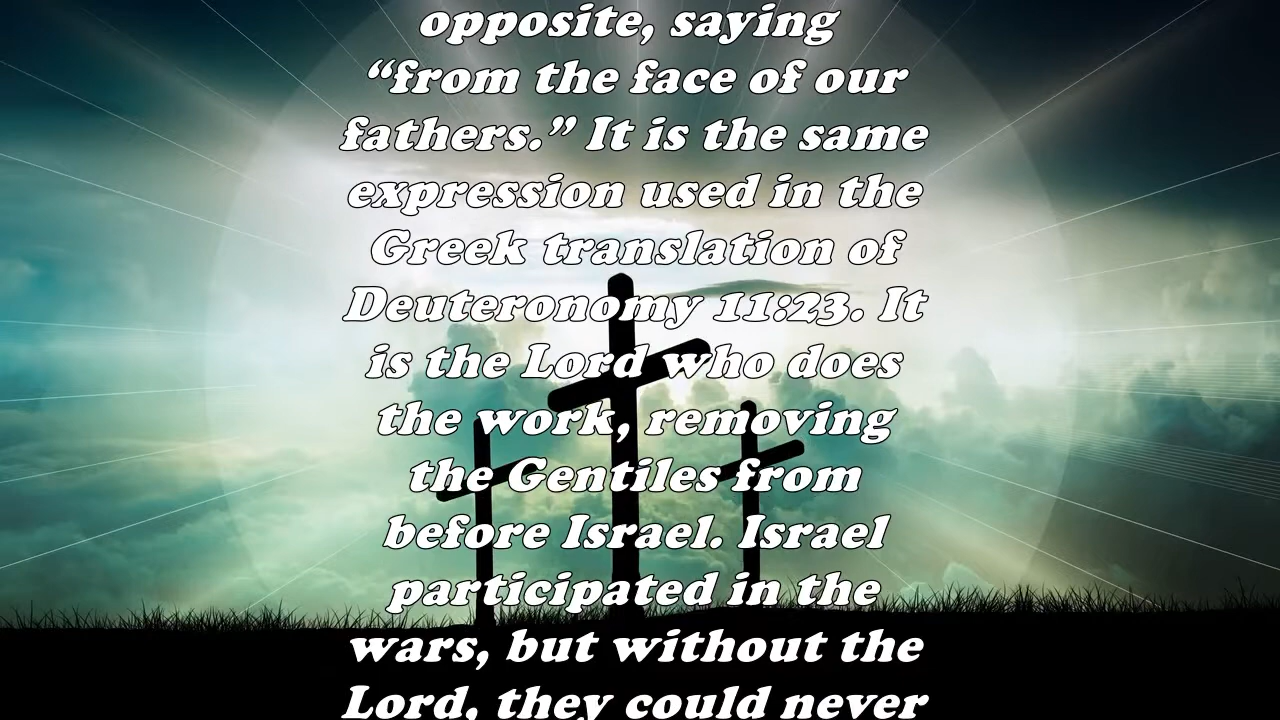 opposite, saying
“from the face of our
fathers.” It is the same
expression used in the
Greek translation of
Deuteronomy 11:23. It
is the Lord who does
the work, removing
the Gentiles from
before Israel. Israel
participated in the
wars, but without the
Lord, they could never